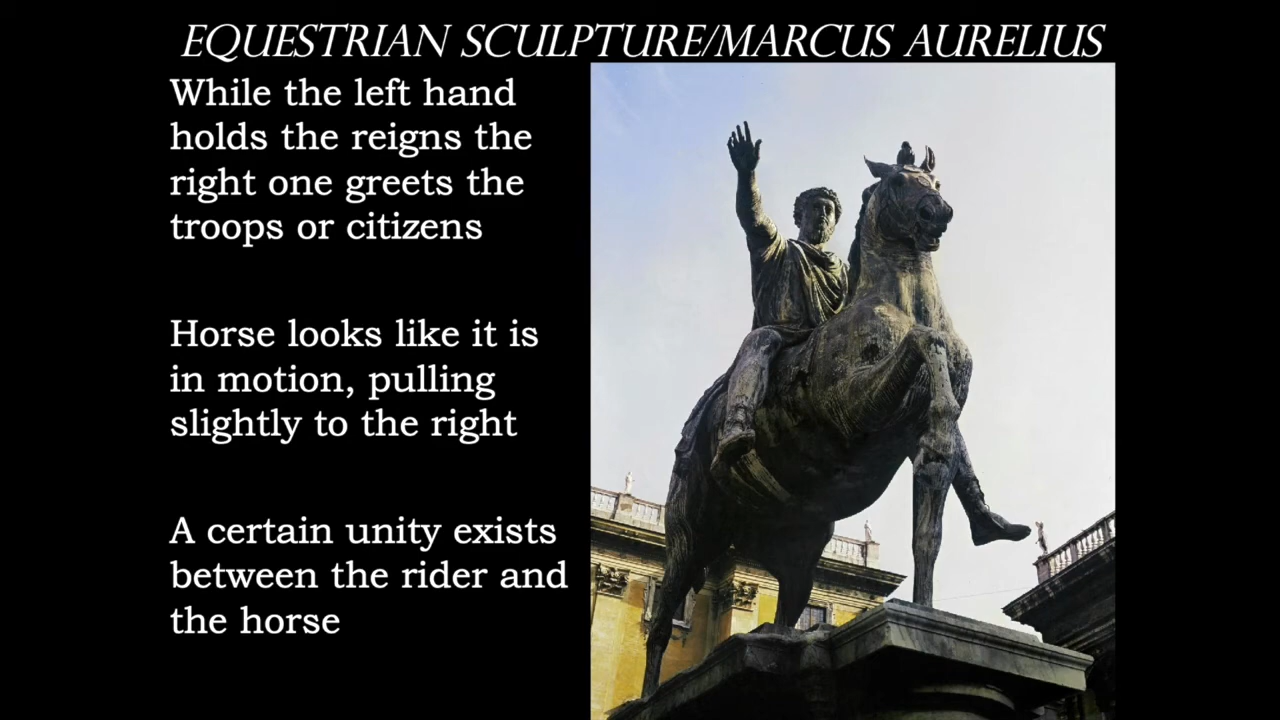 EQUESTRIAN SCULPTURE/MARCUS AURELIUS
While the left hand
holds the reigns the
right one greets the
troops or citizens
Horse looks like it is
in motion, pulling
slightly to the right
A certain unity exists
between the rider and
the horse